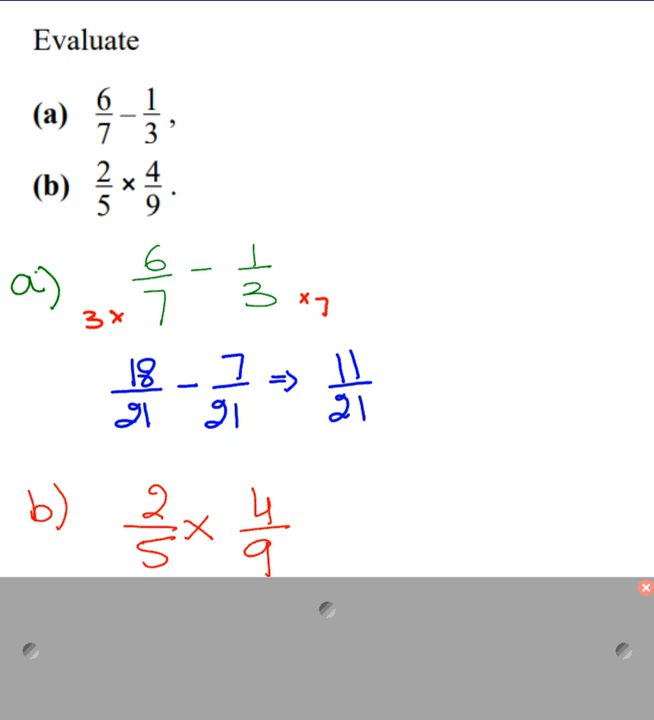 Evaluate
(a) 6/7 − 1/3 ,
(b) 2/5 × 4/9 .
a) 3 × 6/7 − 1/3 × 7
18/21 − 7/21 ⇒ 11/21
b) 2/5 × 4/9